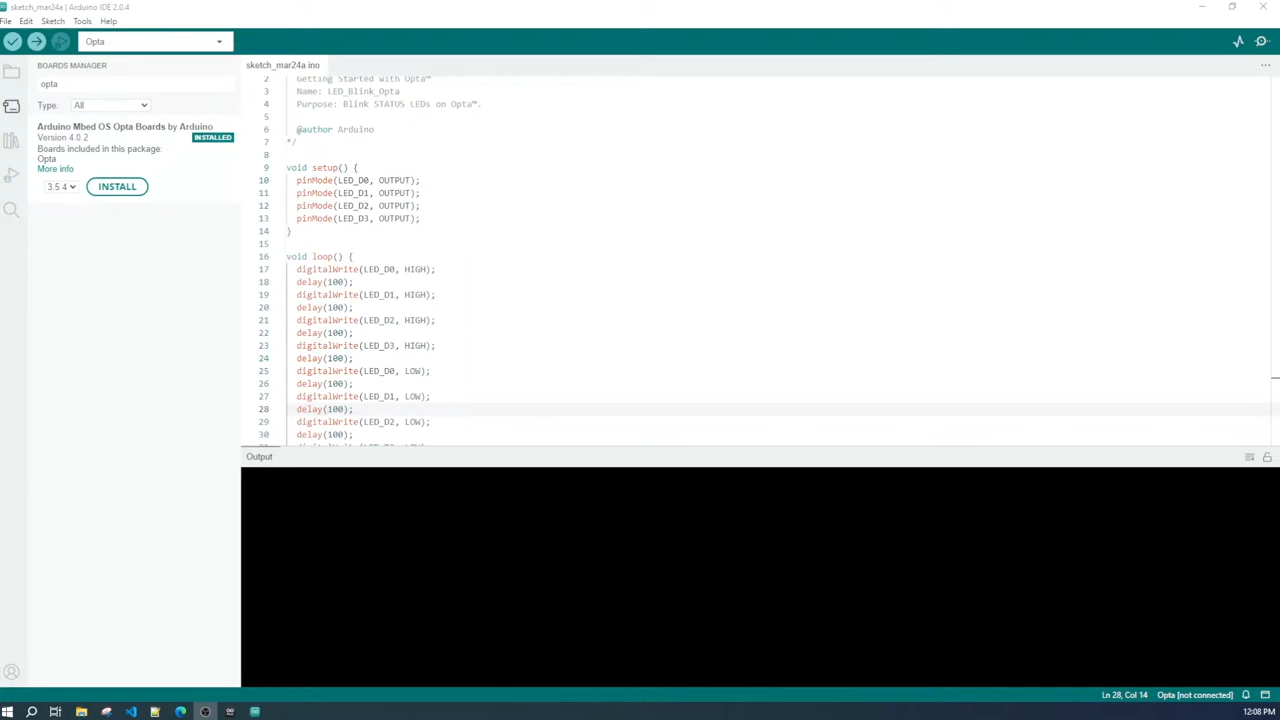 sketch_mar24a | Arduino IDE 2.0.4
File Edit Sketch Tools Help
Opta
BOARDS MANAGER
opta
Type: All
Arduino Mbed OS Opta Boards by Arduino
Version 4.0.2 INSTALLED
Boards included in this package:
Opta
More info
3.5.4 INSTALL
sketch_mar24a.ino
2 Getting Started with Opta™
3 Name: LED_Blink_Opta
4 Purpose: Blink STATUS LEDs on Opta™.
5
6 @author Arduino
7 */
8
9 void setup() {
10 pinMode(LED_D0, OUTPUT);
11 pinMode(LED_D1, OUTPUT);
12 pinMode(LED_D2, OUTPUT);
13 pinMode(LED_D3, OUTPUT);
14 }
15
16 void loop() {
17 digitalWrite(LED_D0, HIGH);
18 delay(100);
19 digitalWrite(LED_D1, HIGH);
20 delay(100);
21 digitalWrite(LED_D2, HIGH);
22 delay(100);
23 digitalWrite(LED_D3, HIGH);
24 delay(100);
25 digitalWrite(LED_D0, LOW);
26 delay(100);
27 digitalWrite(LED_D1, LOW);
28 delay(100);
29 digitalWrite(LED_D2, LOW);
30 delay(100);
Output
Ln 28, Col 14 Opta [not connected]
12:08 PM